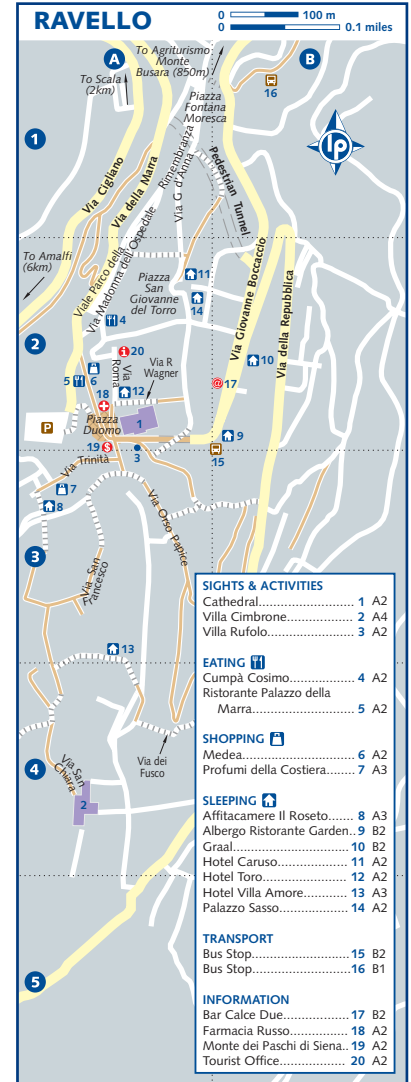 RAVELLO
0 100 m
0 0.1 miles
A
B
To Agriturismo
Monte
Busara (850m)
To Scala
(2km)
16
Piazza
Fontana
Moresca
1
lp
Rimembranza
Via G d'Anna
Pedestrian Tunnel
Via Cigliano
Via della Marra
To Amalfi
(6km)
Viale Parco della
Via Madonna dell'Ospedale
Piazza
San
Giovanne
del Torro
11
14
Via Giovanne Boccaccio
Via della Repubblica
4
2
i 20
Via
Roma
Via R
Wagner
10
5
6
18
12
@ 17
P
Piazza
Duomo
1
9
19 $
3
15
Via Trinità
7
8
Via Orso Papice
3
Via San
Francesco
13
4
Via San
Chiara
Via dei
Fusco
2
5
SIGHTS & ACTIVITIES
Cathedral............................. 1 A2
Villa Cimbrone..................... 2 A4
Villa Rufolo.......................... 3 A2
EATING
Cumpà Cosimo.................... 4 A2
Ristorante Palazzo della
Marra............................... 5 A2
SHOPPING
Medea................................. 6 A2
Profumi della Costiera.......... 7 A3
SLEEPING
Affitacamere Il Roseto.......... 8 A3
Albergo Ristorante Garden.. 9 B2
Graal.................................. 10 B2
Hotel Caruso...................... 11 A2
Hotel Toro.......................... 12 A2
Hotel Villa Amore............... 13 A3
Palazzo Sasso..................... 14 A2
TRANSPORT
Bus Stop............................. 15 B2
Bus Stop............................. 16 B1
INFORMATION
Bar Calce Due..................... 17 B2
Farmacia Russo................... 18 A2
Monte dei Paschi di Siena.. 19 A2
Tourist Office..................... 20 A2